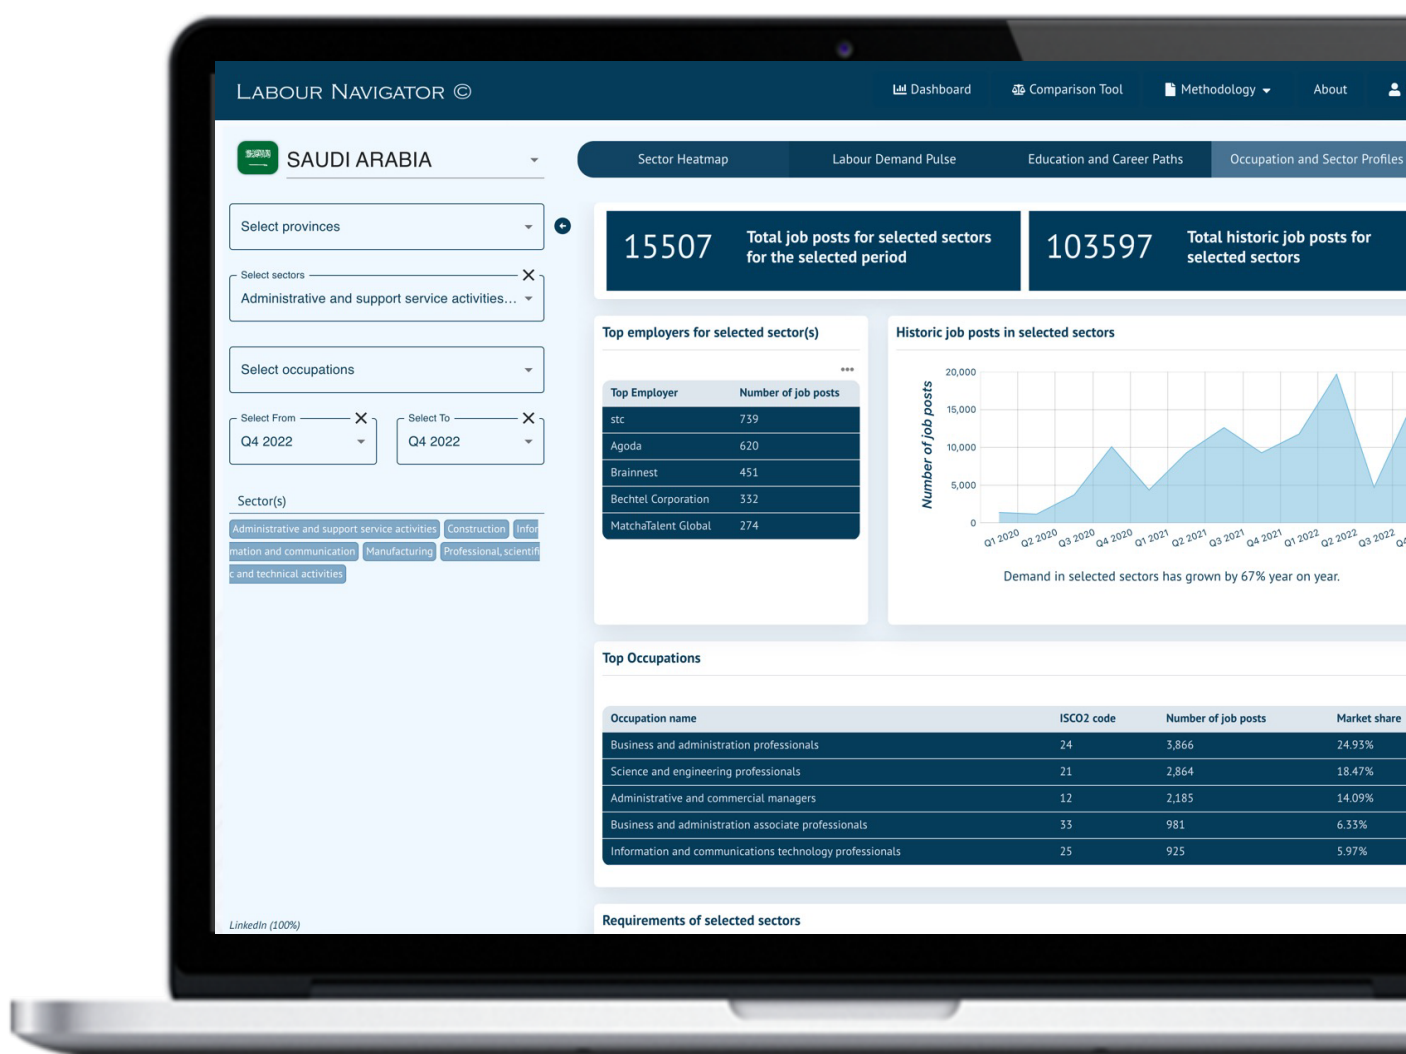 LABOUR NAVIGATOR ©
Dashboard
Comparison Tool
Methodology
About
SAUDI ARABIA
Sector Heatmap
Labour Demand Pulse
Education and Career Paths
Occupation and Sector Profiles
Select provinces
Select sectors
Administrative and support service activities...
Select occupations
Select From
Q4 2022
Select To
Q4 2022
Sector(s)
Administrative and support service activities Construction Infor
mation and communication Manufacturing Professional, scientifi
c and technical activities
LinkedIn (100%)
15507
Total job posts for selected sectors
for the selected period
103597
Total historic job posts for
selected sectors
Top employers for selected sector(s)
Top Employer Number of job posts
stc 739
Agoda 620
Brainnest 451
Bechtel Corporation 332
MatchaTalent Global 274
Historic job posts in selected sectors
Number of job posts
20,000
15,000
10,000
5,000
0
Q1 2020 Q2 2020 Q3 2020 Q4 2020 Q1 2021 Q2 2021 Q3 2021 Q4 2021 Q1 2022 Q2 2022 Q3 2022 Q4
Demand in selected sectors has grown by 67% year on year.
Top Occupations
Occupation name ISCO2 code Number of job posts Market share
Business and administration professionals 24 3,866 24.93%
Science and engineering professionals 21 2,864 18.47%
Administrative and commercial managers 12 2,185 14.09%
Business and administration associate professionals 33 981 6.33%
Information and communications technology professionals 25 925 5.97%
Requirements of selected sectors